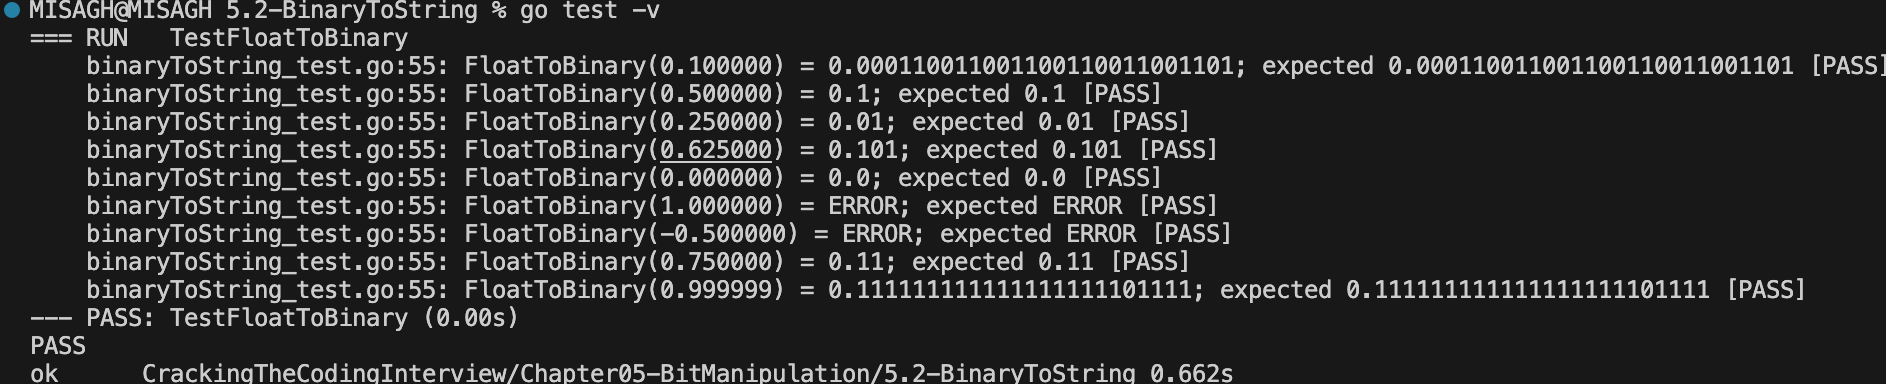 MISAGH@MISAGH 5.2-BinaryToString % go test -v
=== RUN   TestFloatToBinary
    binaryToString_test.go:55: FloatToBinary(0.100000) = 0.000110011001100110011001101; expected 0.000110011001100110011001101 [PASS]
    binaryToString_test.go:55: FloatToBinary(0.500000) = 0.1; expected 0.1 [PASS]
    binaryToString_test.go:55: FloatToBinary(0.250000) = 0.01; expected 0.01 [PASS]
    binaryToString_test.go:55: FloatToBinary(0.625000) = 0.101; expected 0.101 [PASS]
    binaryToString_test.go:55: FloatToBinary(0.000000) = 0.0; expected 0.0 [PASS]
    binaryToString_test.go:55: FloatToBinary(1.000000) = ERROR; expected ERROR [PASS]
    binaryToString_test.go:55: FloatToBinary(-0.500000) = ERROR; expected ERROR [PASS]
    binaryToString_test.go:55: FloatToBinary(0.750000) = 0.11; expected 0.11 [PASS]
    binaryToString_test.go:55: FloatToBinary(0.999999) = 0.111111111111111111101111; expected 0.111111111111111111101111 [PASS]
--- PASS: TestFloatToBinary (0.00s)
PASS
ok      CrackingTheCodingInterview/Chapter05-BitManipulation/5.2-BinaryToString 0.662s